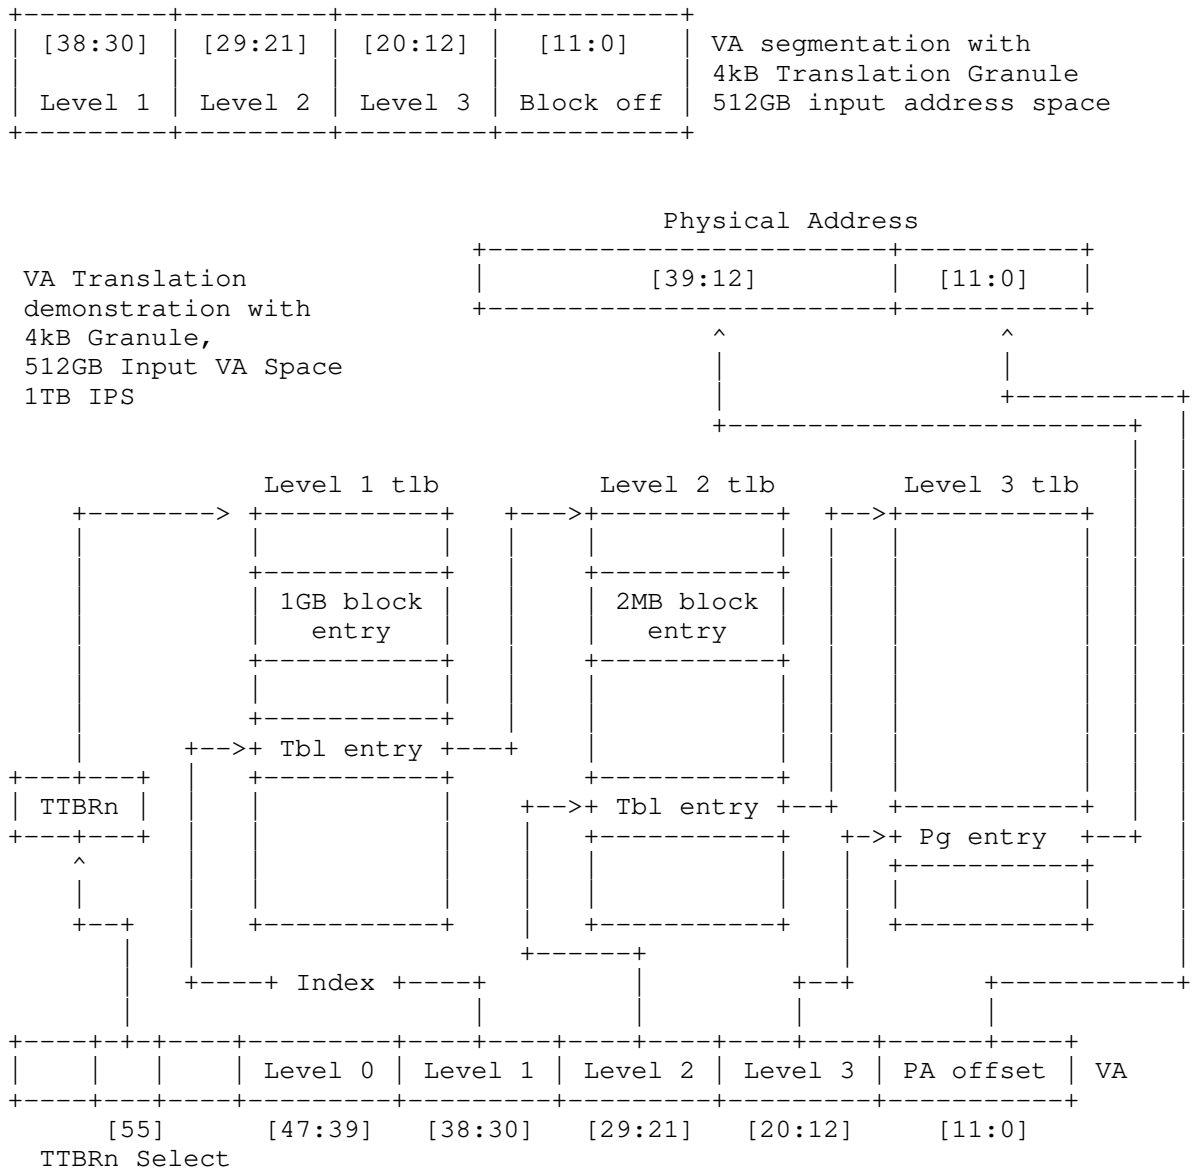 [38:30] [29:21] [20:12] [11:0] VA segmentation with
4kB Translation Granule
Level 1 Level 2 Level 3 Block off 512GB input address space
Physical Address
VA Translation [39:12] [11:0]
demonstration with
4kB Granule,
512GB Input VA Space
1TB IPS
Level 1 tlb Level 2 tlb Level 3 tlb
1GB block 2MB block
entry entry
Tbl entry
TTBRn Tbl entry
Pg entry
Index
Level 0 Level 1 Level 2 Level 3 PA offset VA
[55] [47:39] [38:30] [29:21] [20:12] [11:0]
TTBRn Select